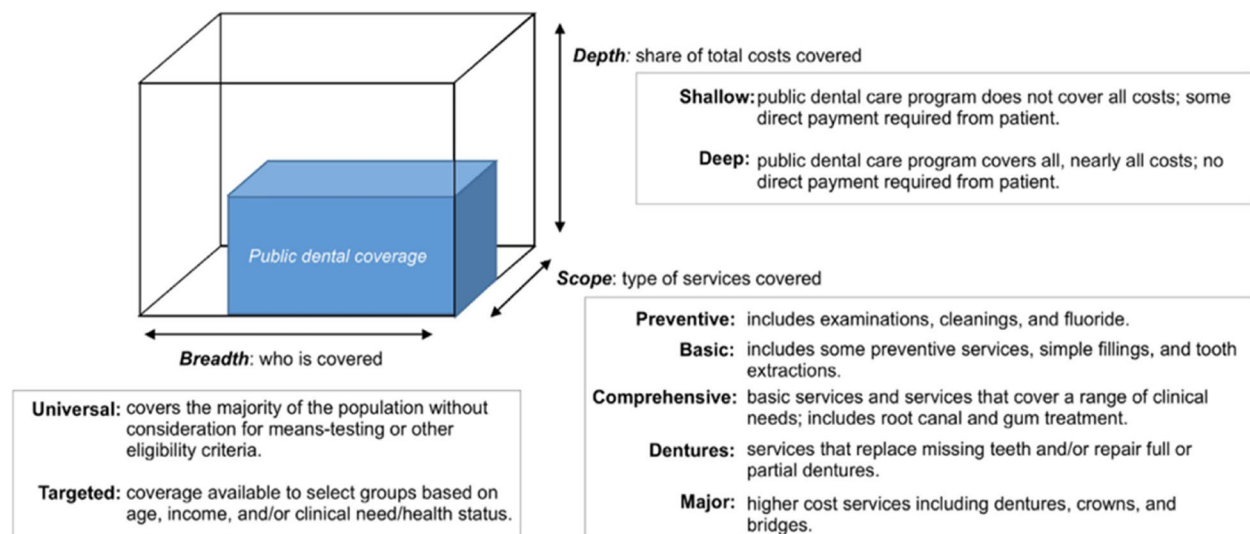 Depth: share of total costs covered
Shallow: public dental care program does not cover all costs; some
direct payment required from patient.
Deep: public dental care program covers all, nearly all costs; no
direct payment required from patient.
Public dental coverage
Scope: type of services covered
Preventive: includes examinations, cleanings, and fluoride.
Basic: includes some preventive services, simple fillings, and tooth
extractions.
Comprehensive: basic services and services that cover a range of clinical
needs; includes root canal and gum treatment.
Dentures: services that replace missing teeth and/or repair full or
partial dentures.
Major: higher cost services including dentures, crowns, and
bridges.
Breadth: who is covered
Universal: covers the majority of the population without
consideration for means-testing or other
eligibility criteria.
Targeted: coverage available to select groups based on
age, income, and/or clinical need/health status.